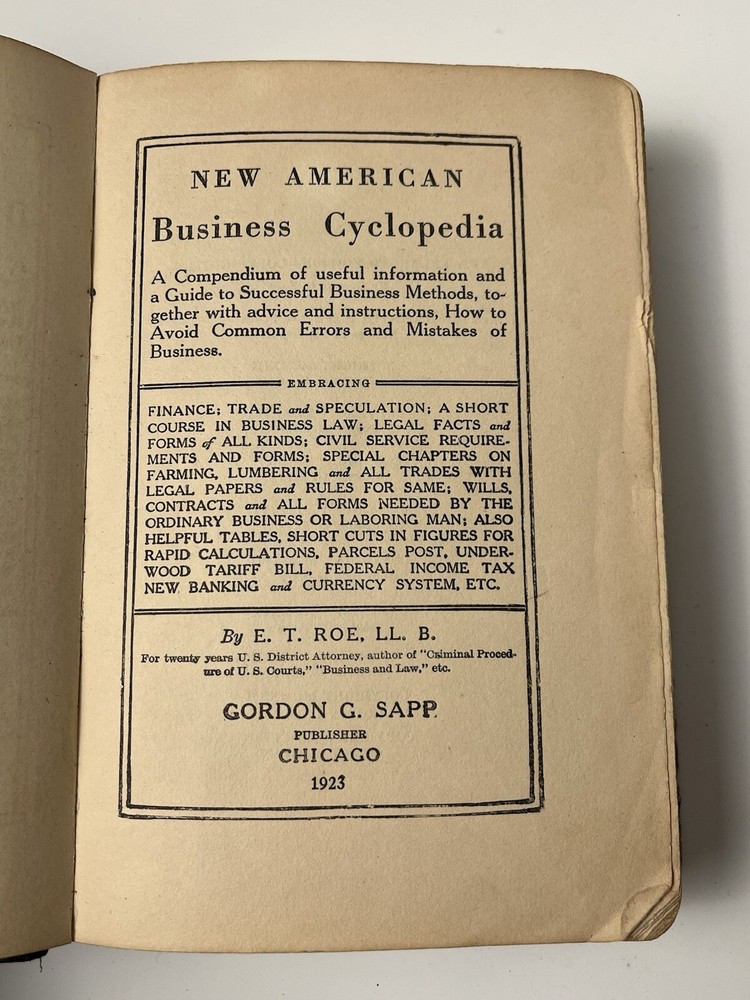 NEW AMERICAN
Business Cyclopedia
A Compendium of useful information and
a Guide to Successful Business Methods, to-
gether with advice and instructions, How to
Avoid Common Errors and Mistakes of
Business.
EMBRACING
FINANCE; TRADE and SPECULATION; A SHORT
COURSE IN BUSINESS LAW; LEGAL FACTS and
FORMS of ALL KINDS; CIVIL SERVICE REQUIRE-
MENTS AND FORMS; SPECIAL CHAPTERS ON
FARMING, LUMBERING and ALL TRADES WITH
LEGAL PAPERS and RULES FOR SAME; WILLS,
CONTRACTS and ALL FORMS NEEDED BY THE
ORDINARY BUSINESS OR LABORING MAN; ALSO
HELPFUL TABLES, SHORT CUTS IN FIGURES FOR
RAPID CALCULATIONS, PARCELS POST, UNDER-
WOOD TARIFF BILL, FEDERAL INCOME TAX
NEW BANKING and CURRENCY SYSTEM, ETC.
By E. T. ROE, LL. B.
For twenty years U. S. District Attorney, author of "Criminal Proced-
ure of U. S. Courts," "Business and Law," etc.
GORDON G. SAPP
PUBLISHER
CHICAGO
1923